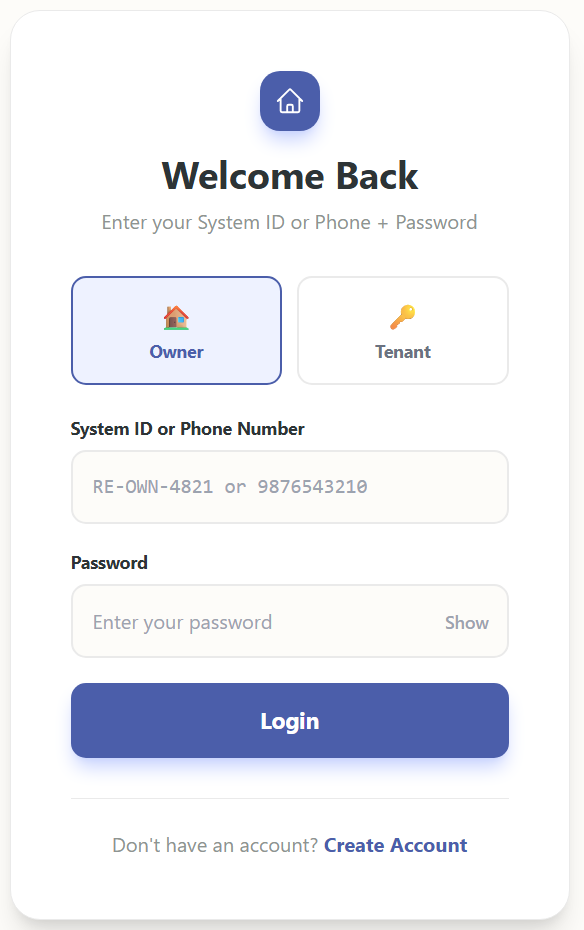 Welcome Back
Enter your System ID or Phone + Password
Owner
Tenant
System ID or Phone Number
RE-OWN-4821 or 9876543210
Password
Enter your password
Show
Login
Don't have an account? Create Account